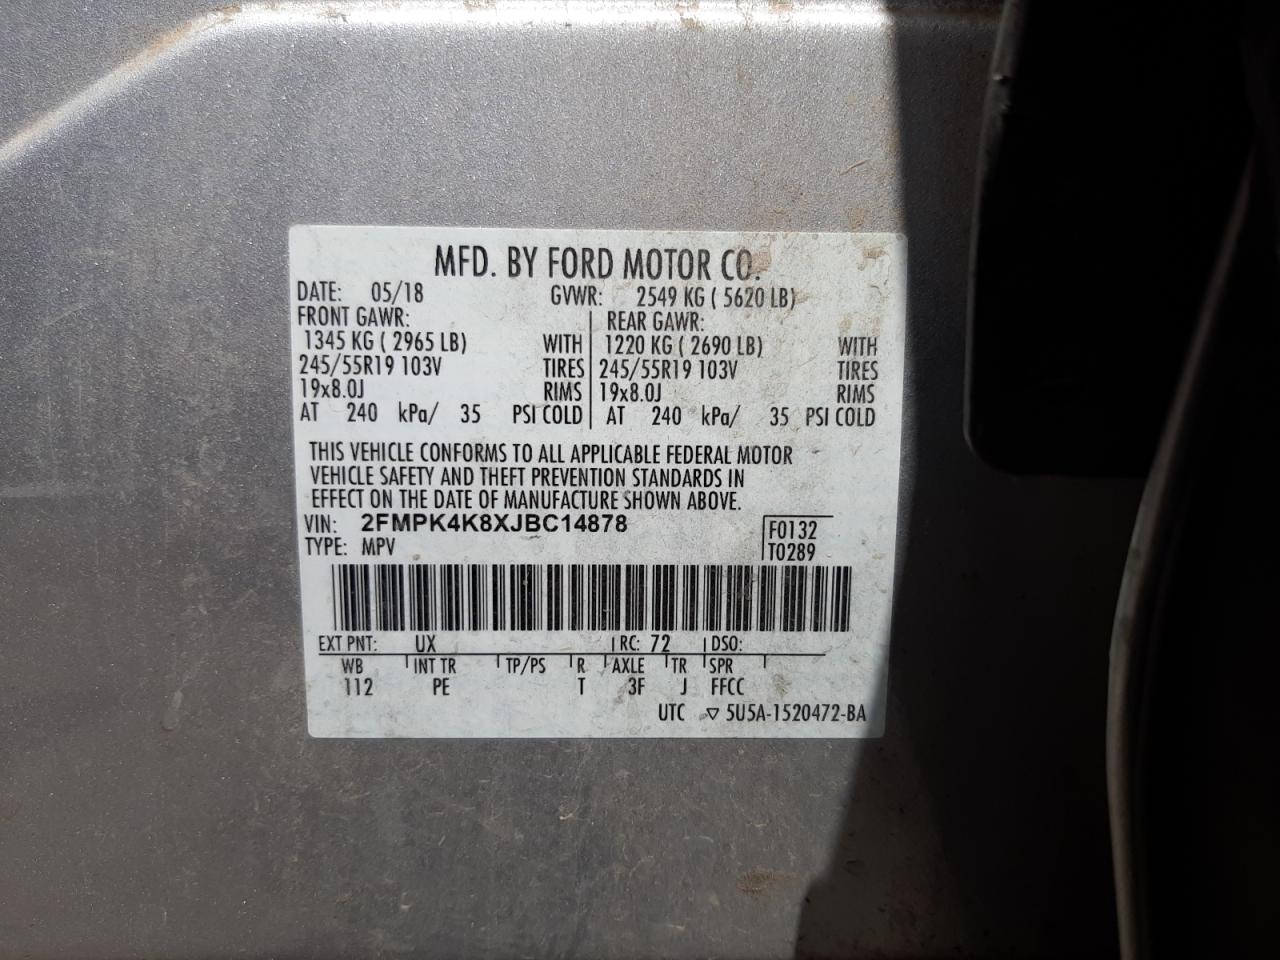 MFD. BY FORD MOTOR CO.
DATE: 05/18 GVWR: 2549 KG ( 5620 LB)
FRONT GAWR: REAR GAWR:
1345 KG ( 2965 LB) WITH 1220 KG ( 2690 LB) WITH
245/55R19 103V TIRES 245/55R19 103V TIRES
19x8.0J RIMS 19x8.0J RIMS
AT 240 kPa/ 35 PSI COLD AT 240 kPa/ 35 PSI COLD
THIS VEHICLE CONFORMS TO ALL APPLICABLE FEDERAL MOTOR
VEHICLE SAFETY AND THEFT PREVENTION STANDARDS IN
EFFECT ON THE DATE OF MANUFACTURE SHOWN ABOVE.
VIN: 2FMPK4K8XJBC14878 F0132
TYPE: MPV T0289
EXT PNT: UX RC: 72 DSO:
WB INT TR TP/PS R AXLE TR SPR
112 PE T 3F J FFCC
UTC ▽ 5U5A-1520472-BA